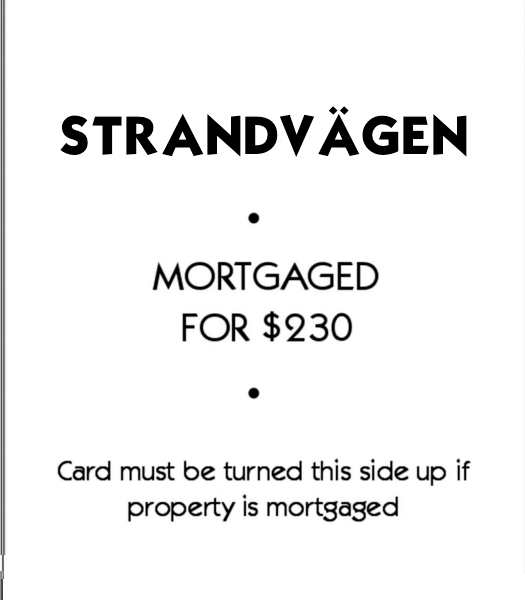 STRANDVÄGEN
•
MORTGAGED
FOR $230
•
Card must be turned this side up if
property is mortgaged